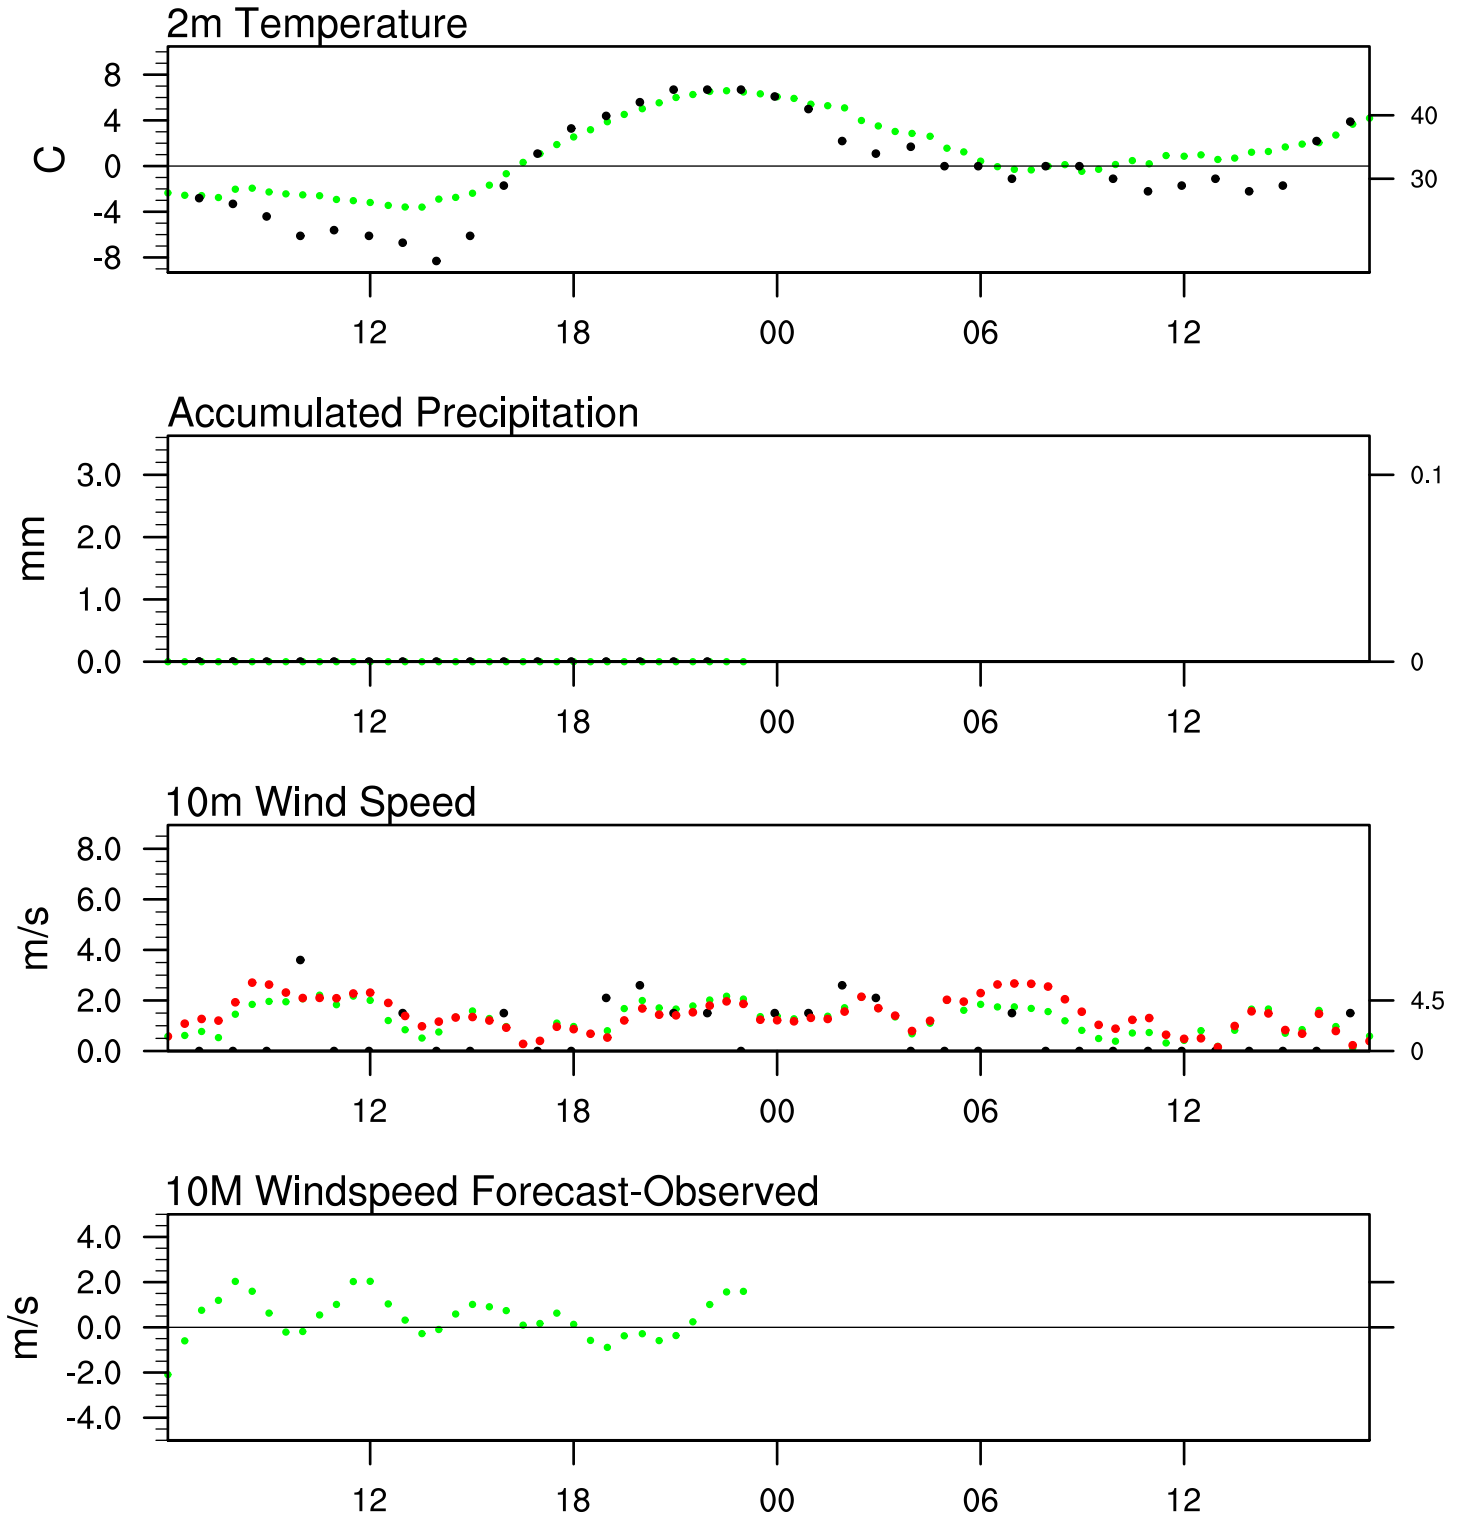 2m Temperature
8
4
0
-4
-8
C
40
30
12 18 00 06 12
Accumulated Precipitation
3.0
2.0
1.0
0.0
mm
0.1
0
12 18 00 06 12
10m Wind Speed
8.0
6.0
4.0
2.0
0.0
m/s
4.5
0
12 18 00 06 12
10M Windspeed Forecast-Observed
4.0
2.0
0.0
-2.0
-4.0
m/s
12 18 00 06 12